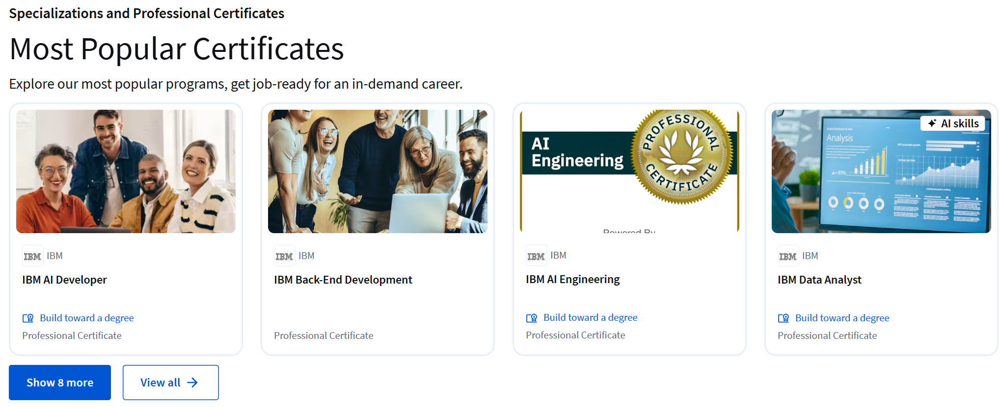 Specializations and Professional Certificates
Most Popular Certificates
Explore our most popular programs, get job-ready for an in-demand career.
AI
Engineering
PROFESSIONAL
CERTIFICATE
Powered By
AI skills
Analysis
+89%
IBM IBM
IBM AI Developer
Build toward a degree
Professional Certificate
IBM IBM
IBM Back-End Development
Professional Certificate
IBM IBM
IBM AI Engineering
Build toward a degree
Professional Certificate
IBM IBM
IBM Data Analyst
Build toward a degree
Professional Certificate
Show 8 more
View all